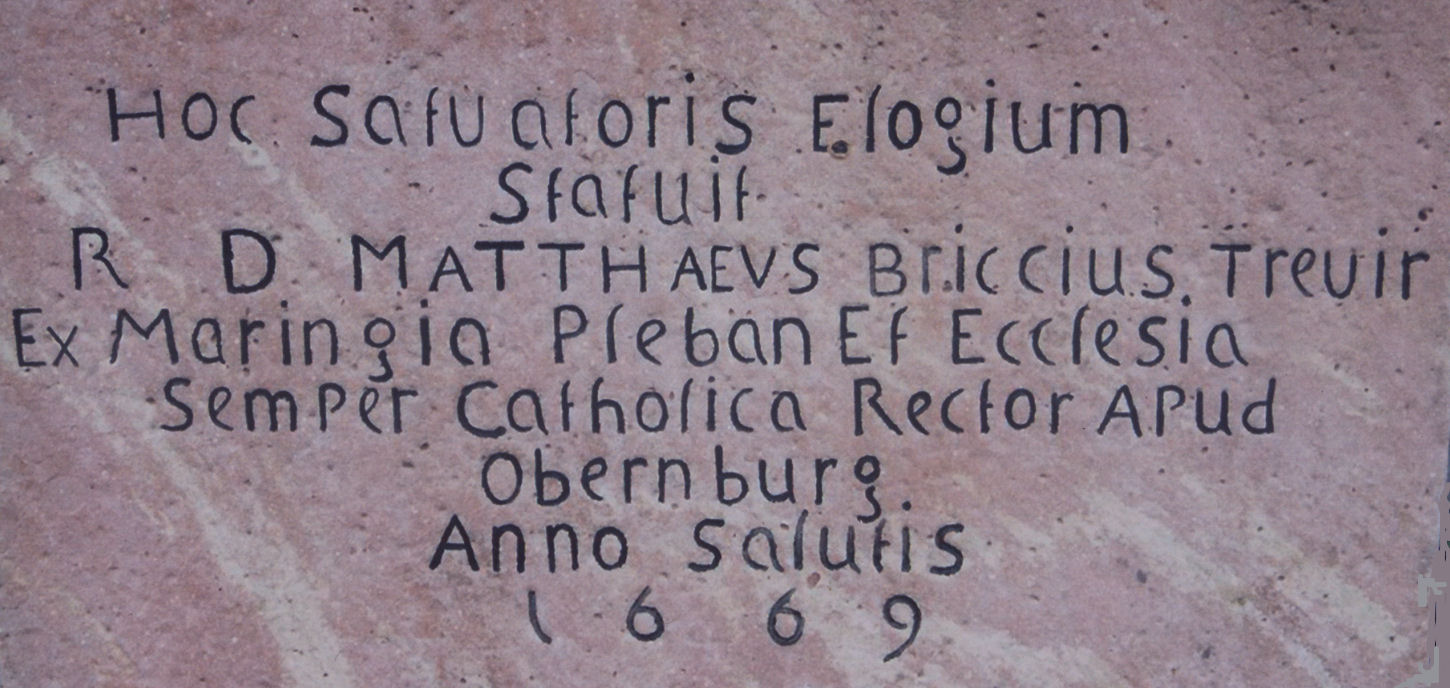 Hoc Saluatoris Elogium
Statuit
R D MATTHAEVS Briccius. Treuir
Ex Maringia Pleban Et Ecclesia
Semper Catholica Rector Apud
Obernburg.
Anno Salutis
1669